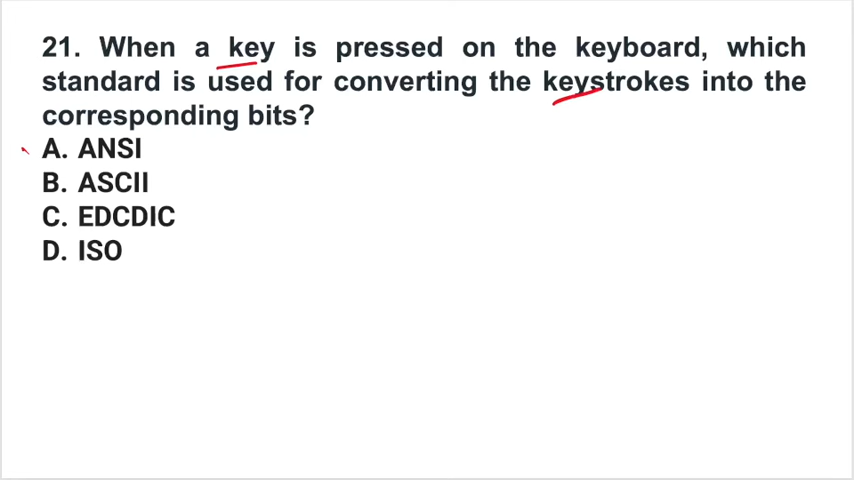 21. When a key is pressed on the keyboard, which
standard is used for converting the keystrokes into the
corresponding bits?
A. ANSI
B. ASCII
C. EDCDIC
D. ISO